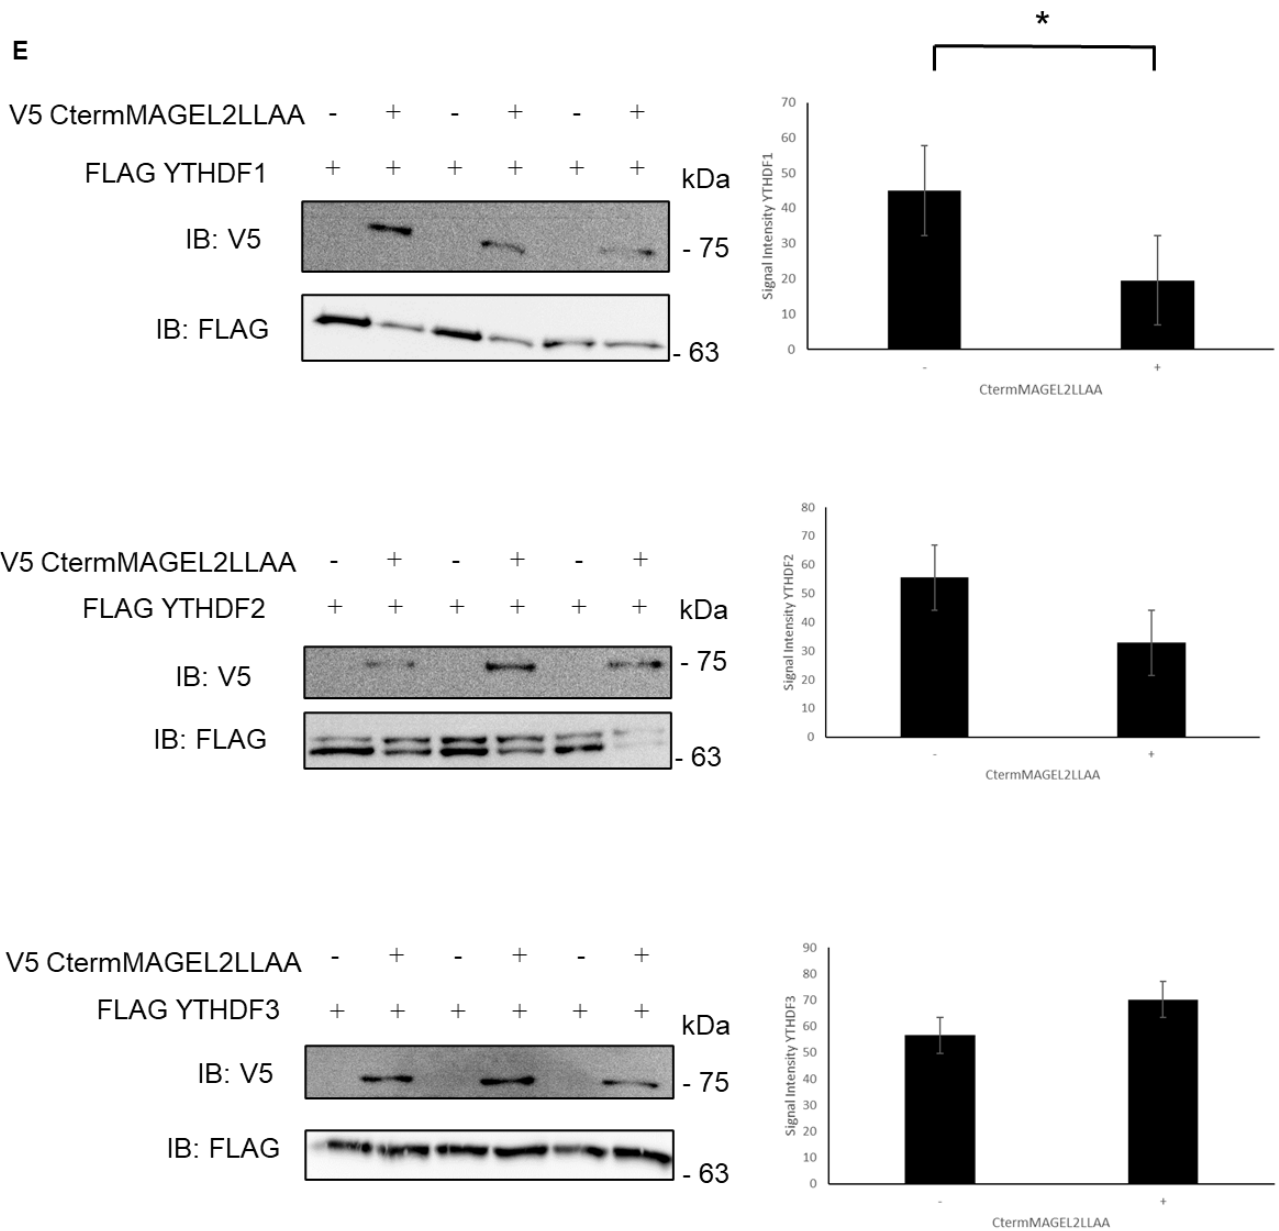 E
*
V5 CtermMAGEL2LLAA - + - + - +
FLAG YTHDF1 + + + + + +
kDa
IB: V5
- 75
IB: FLAG
- 63
70
60
50
40
30
20
10
0
Signal Intensity YTHDF1
- +
CtermMAGEL2LLAA
V5 CtermMAGEL2LLAA - + - + - +
FLAG YTHDF2 + + + + + +
kDa
IB: V5
- 75
IB: FLAG
- 63
80
70
60
50
40
30
20
10
0
Signal Intensity YTHDF2
- +
CtermMAGEL2LLAA
V5 CtermMAGEL2LLAA - + - + - +
FLAG YTHDF3 + + + + + +
kDa
IB: V5
- 75
IB: FLAG
- 63
90
80
70
60
50
40
30
20
10
0
Signal Intensity YTHDF3
- +
CtermMAGEL2LLAA